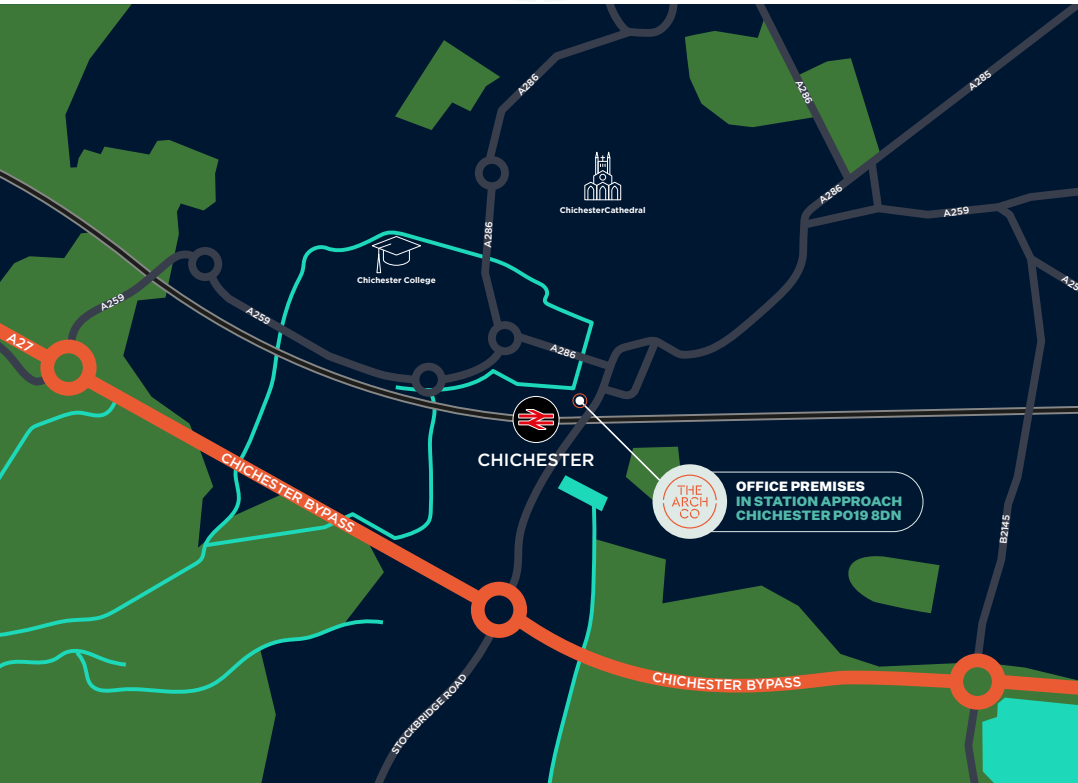 A286
A286
A285
ChichesterCathedral
A286
A259
A286
Chichester College
A259
A259
A286
A27
CHICHESTER
CHICHESTER BYPASS
THE
ARCH
CO
OFFICE PREMISES
IN STATION APPROACH
CHICHESTER PO19 8DN
B2145
CHICHESTER BYPASS
STOCKBRIDGE ROAD